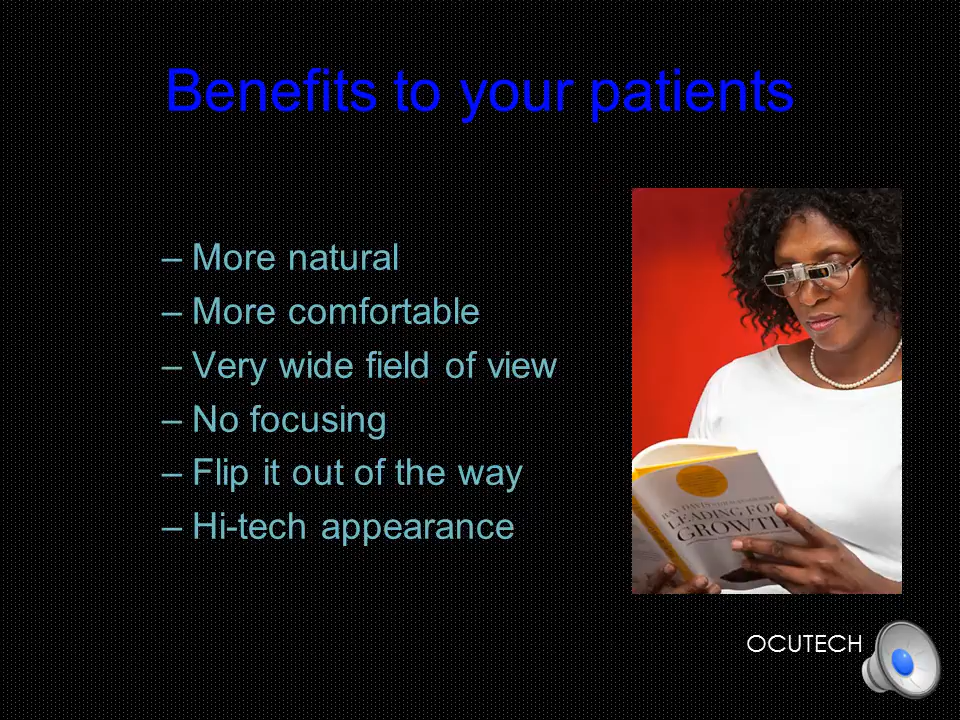 Benefits to your patients
– More natural
– More comfortable
– Very wide field of view
– No focusing
– Flip it out of the way
– Hi-tech appearance
LEADING FOR
GROWTH
OCUTECH